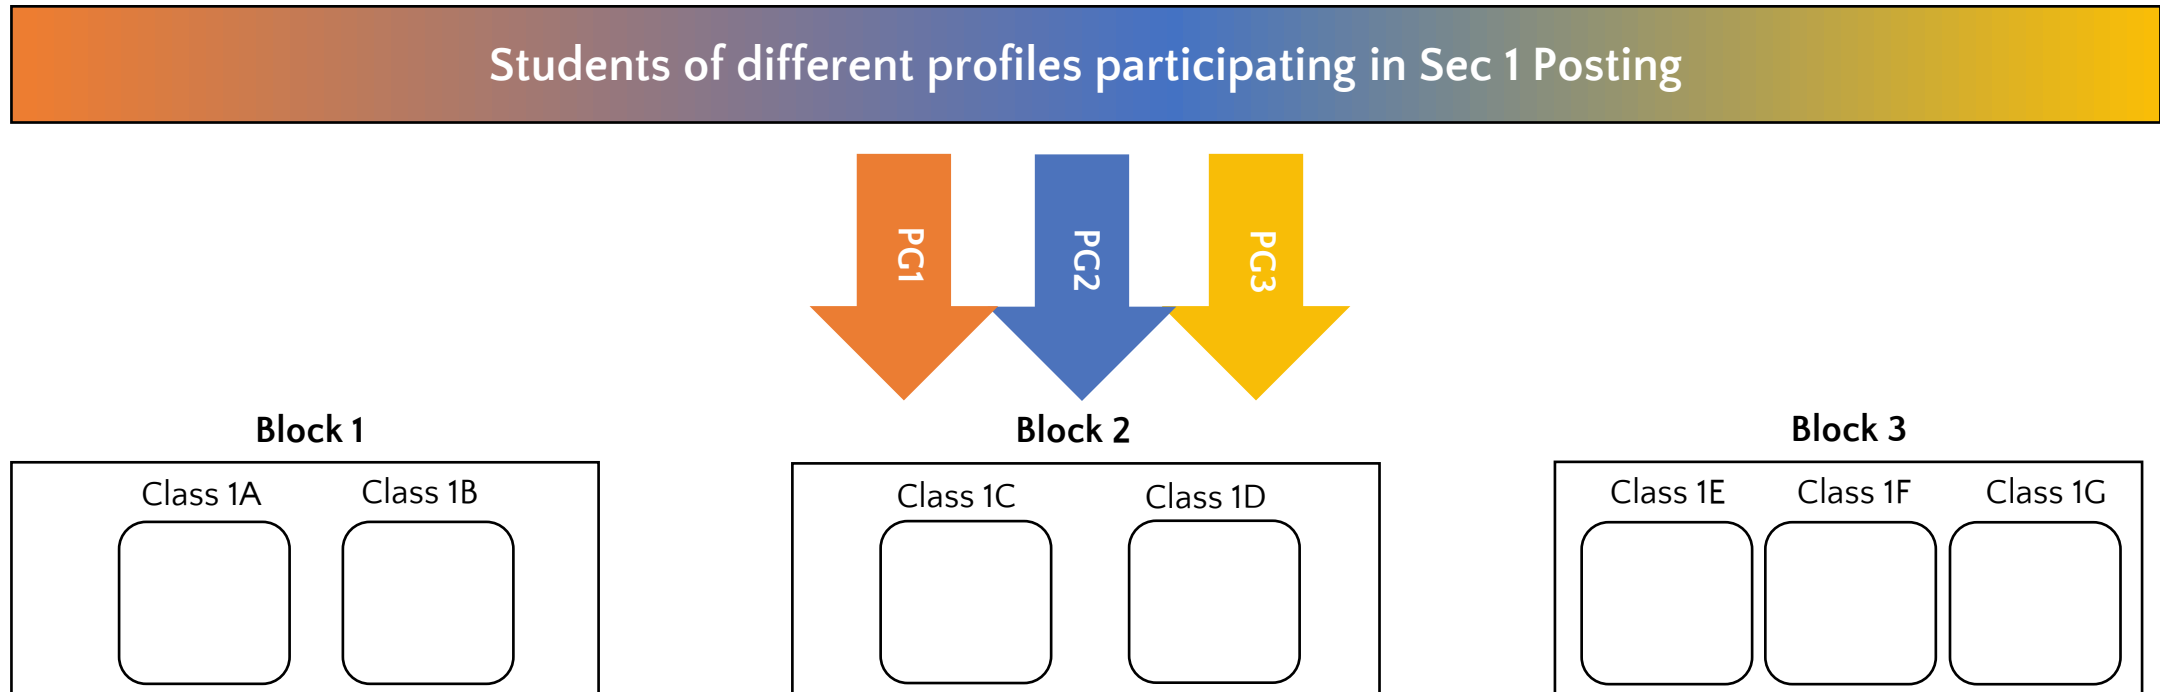 Students of different profiles participating in Sec 1 Posting
PG1
PG2
PG3
Block 1
Block 2
Block 3
Class 1A
Class 1B
Class 1C
Class 1D
Class 1E
Class 1F
Class 1G